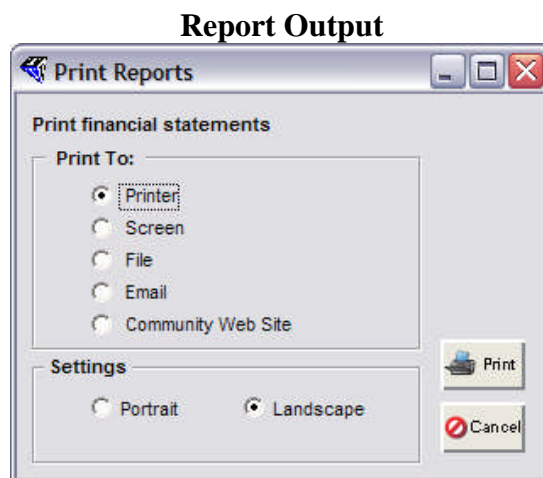 Report Output
Print Reports
Print financial statements
Print To:
Printer
Screen
File
Email
Community Web Site
Settings
Portrait Landscape
Print
Cancel